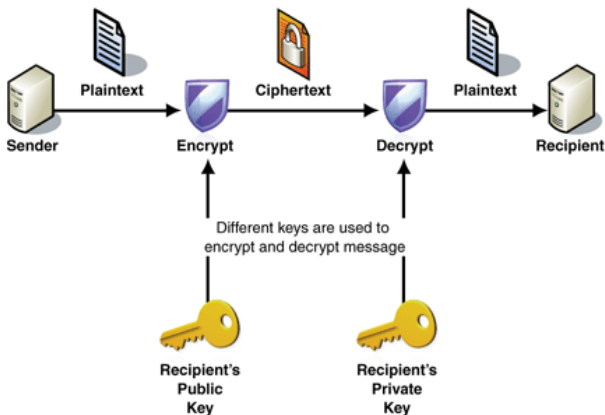 Plaintext
Ciphertext
Plaintext
Sender
Encrypt
Decrypt
Recipient
Different keys are used to
encrypt and decrypt message
Recipient's
Public
Key
Recipient's
Private
Key